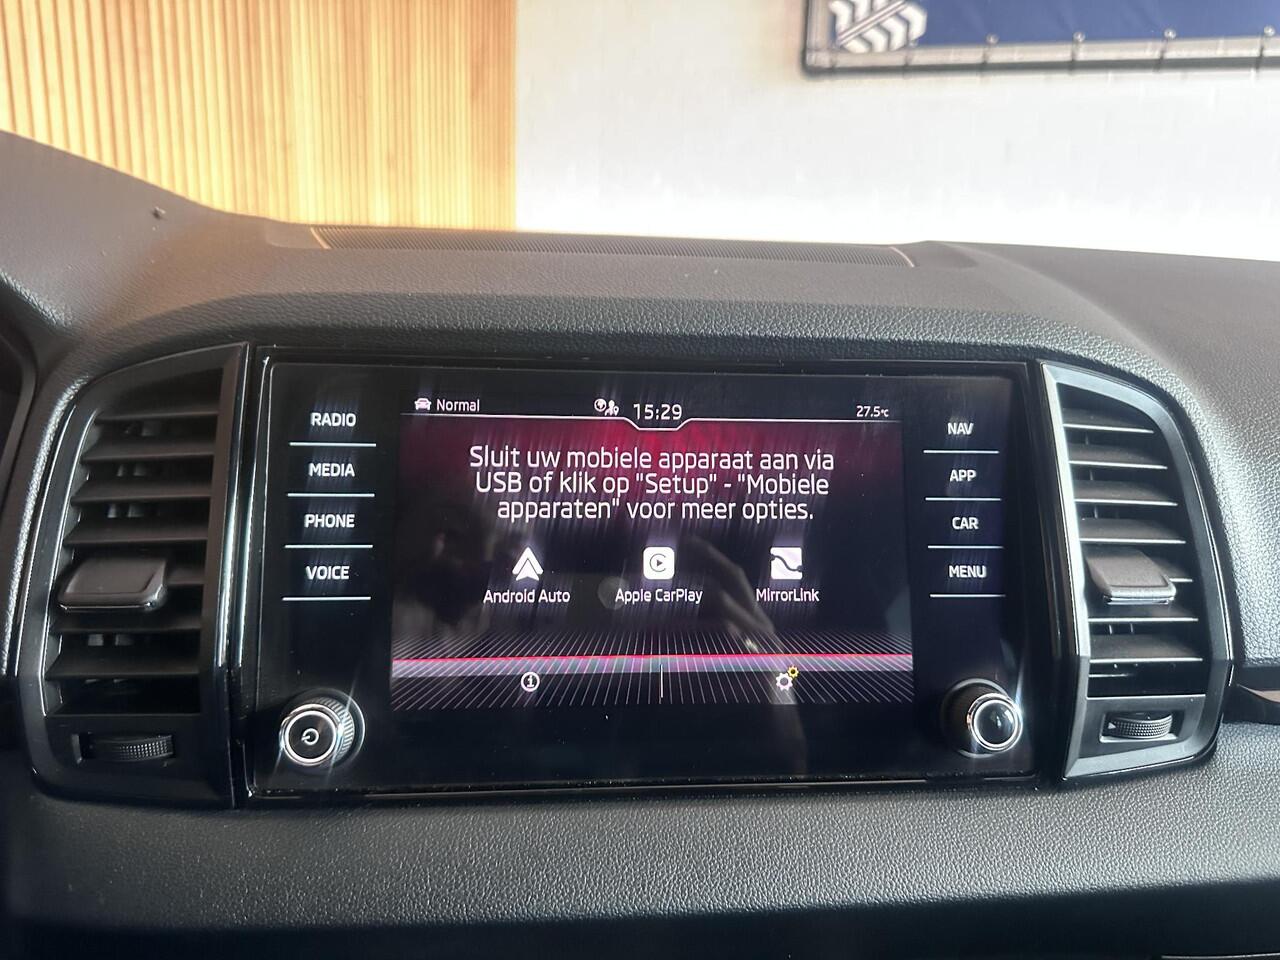 Normal
15:29
27.5°C
RADIO
MEDIA
PHONE
VOICE
Sluit uw mobiele apparaat aan via
USB of klik op "Setup" - "Mobiele
apparaten" voor meer opties.
Android Auto
Apple CarPlay
MirrorLink
NAV
APP
CAR
MENU